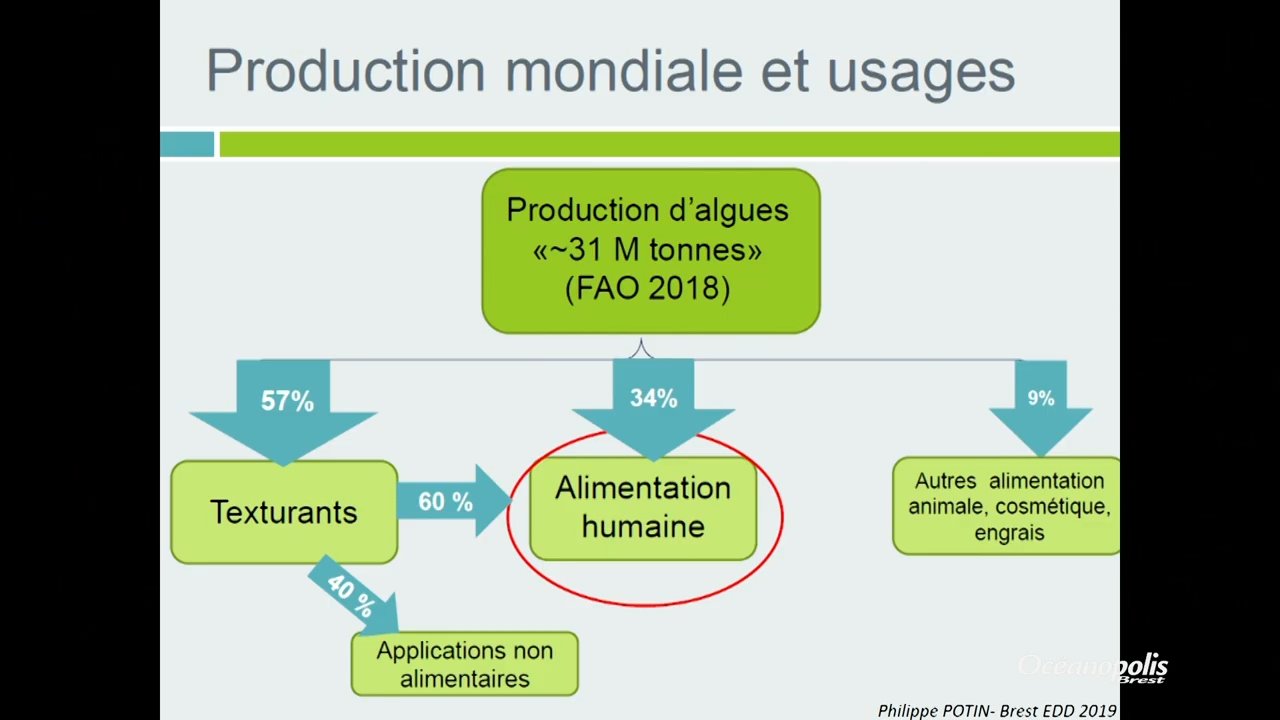 Production mondiale et usages
Production d’algues
«~31 M tonnes»
(FAO 2018)
57%
34%
9%
Texturants
60 %
Alimentation
humaine
Autres alimentation
animale, cosmétique,
engrais
40 %
Applications non
alimentaires
Océanopolis
Brest
Philippe POTIN- Brest EDD 2019